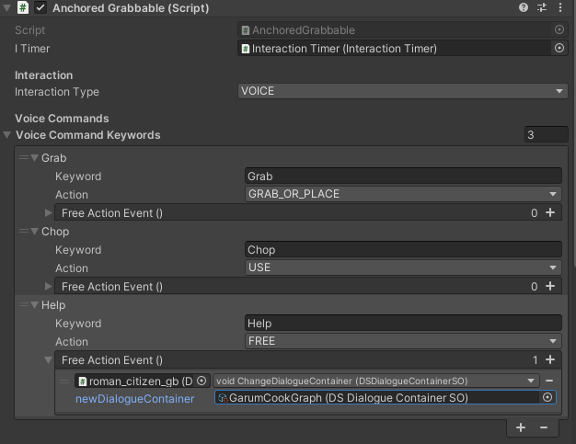 Anchored Grabbable (Script)
Script AnchoredGrabbable
I Timer Interaction Timer (Interaction Timer)
Interaction
Interaction Type VOICE
Voice Commands
Voice Command Keywords 3
Grab
Keyword Grab
Action GRAB_OR_PLACE
Free Action Event () 0
Chop
Keyword Chop
Action USE
Free Action Event () 0
Help
Keyword Help
Action FREE
Free Action Event () 1
roman_citizen_gb (D void ChangeDialogueContainer (DSDialogueContainerSO)
newDialogueContainer GarumCookGraph (DS Dialogue Container SO)